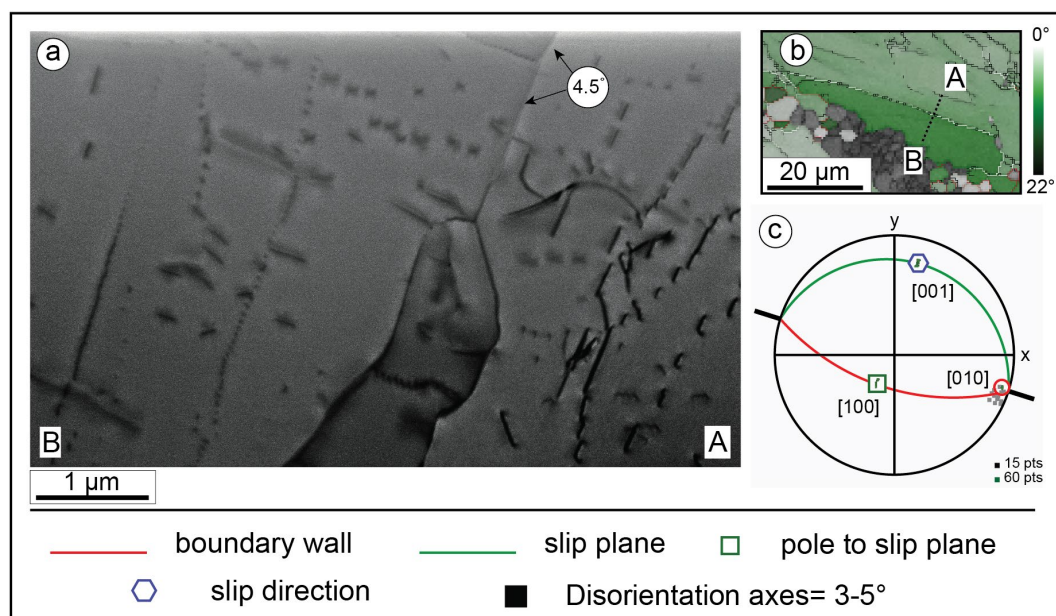 a
4.5°
B
A
1 µm
b
A
B
20 µm
0°
22°
c
y
x
[001]
[010]
[100]
15 pts
60 pts
boundary wall
slip plane
pole to slip plane
slip direction
Disorientation axes= 3-5°